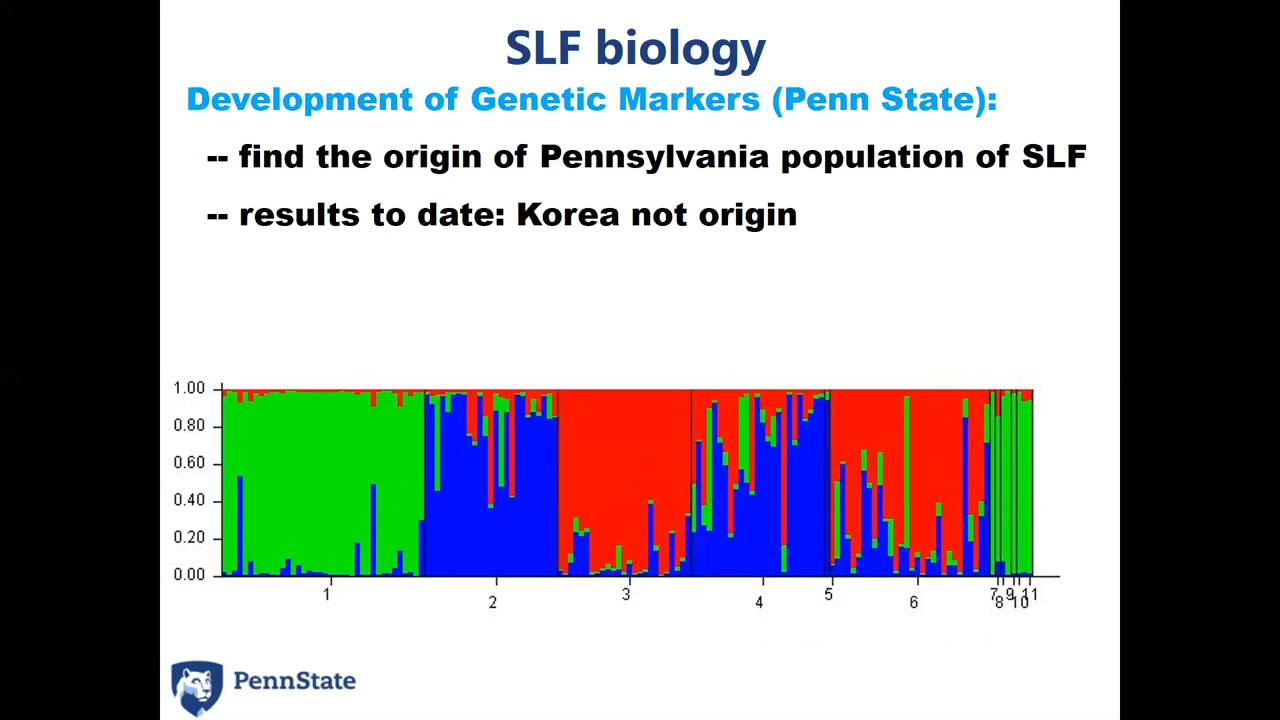 SLF biology
Development of Genetic Markers (Penn State):
-- find the origin of Pennsylvania population of SLF
-- results to date: Korea not origin
1.00
0.80
0.60
0.40
0.20
0.00
1 2 3 4 5 6 7 8 9 10 11
PennState